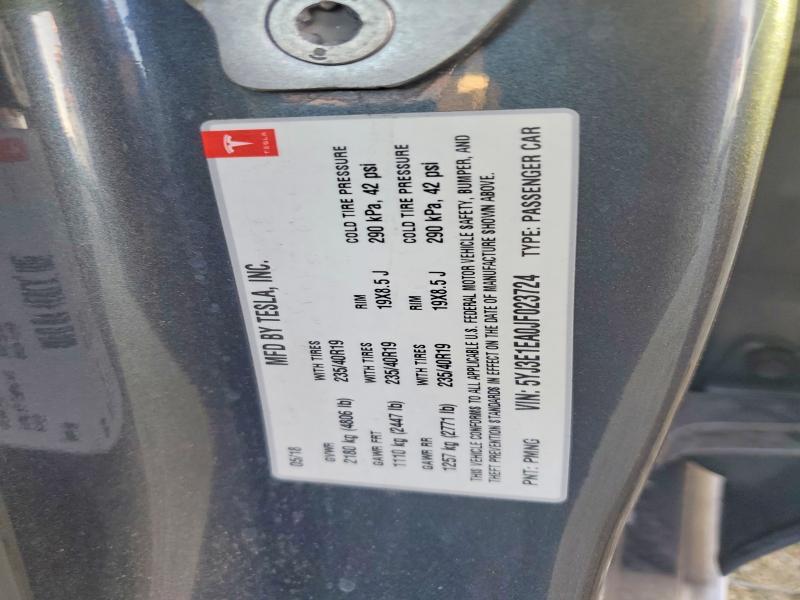 TESLA
MFD BY TESLA, INC.
05/18
GVWR WITH TIRES RIM COLD TIRE PRESSURE
2180 kg (4806 lb) 235/40R19 19X8.5 J 290 kPa, 42 psi
GAWR FRT WITH TIRES RIM COLD TIRE PRESSURE
1110 kg (2447 lb) 235/40R19 19X8.5 J 290 kPa, 42 psi
GAWR RR WITH TIRES
1257 kg (2771 lb) 235/40R19
THIS VEHICLE CONFORMS TO ALL APPLICABLE U.S. FEDERAL MOTOR VEHICLE SAFETY, BUMPER, AND
THEFT PREVENTION STANDARDS IN EFFECT ON THE DATE OF MANUFACTURE SHOWN ABOVE.
PNT: PMNG VIN: 5YJ3E1EA0JF023724 TYPE: PASSENGER CAR